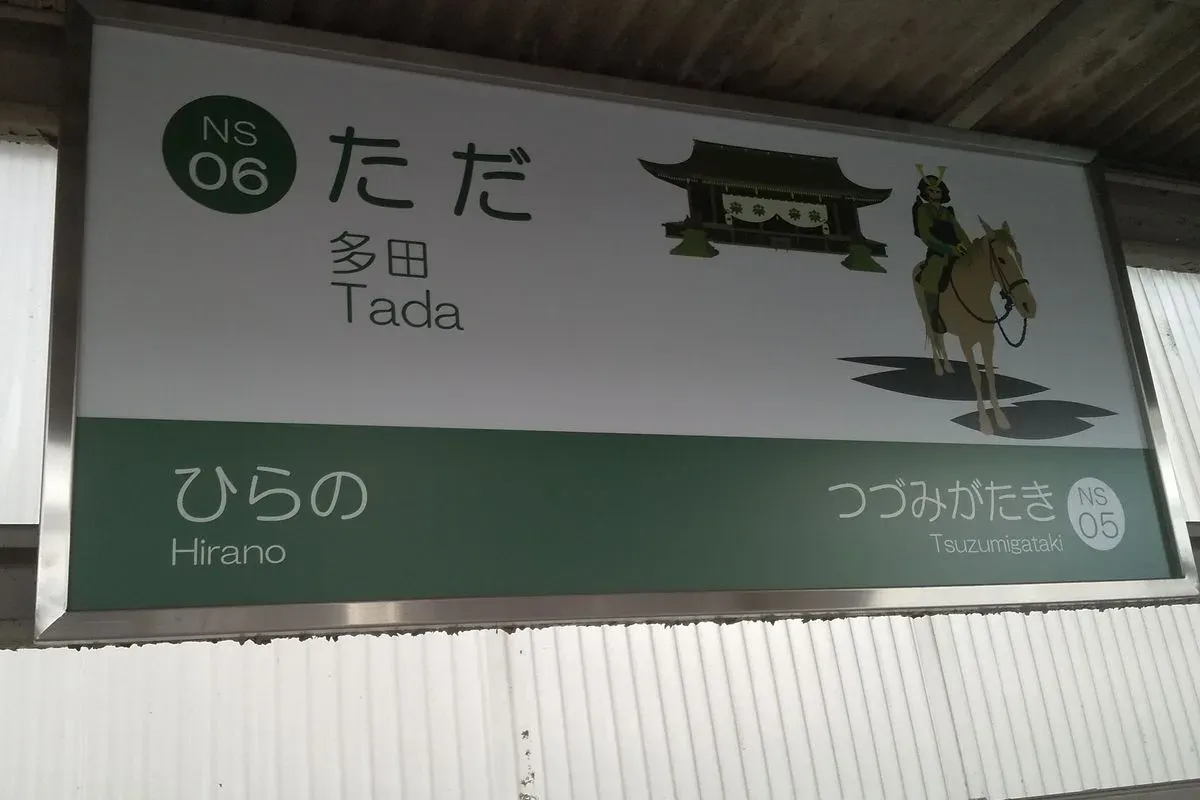 NS
06
ただ
多田
Tada
ひらの
Hirano
つづみがたき
Tsuzumigataki
NS
05